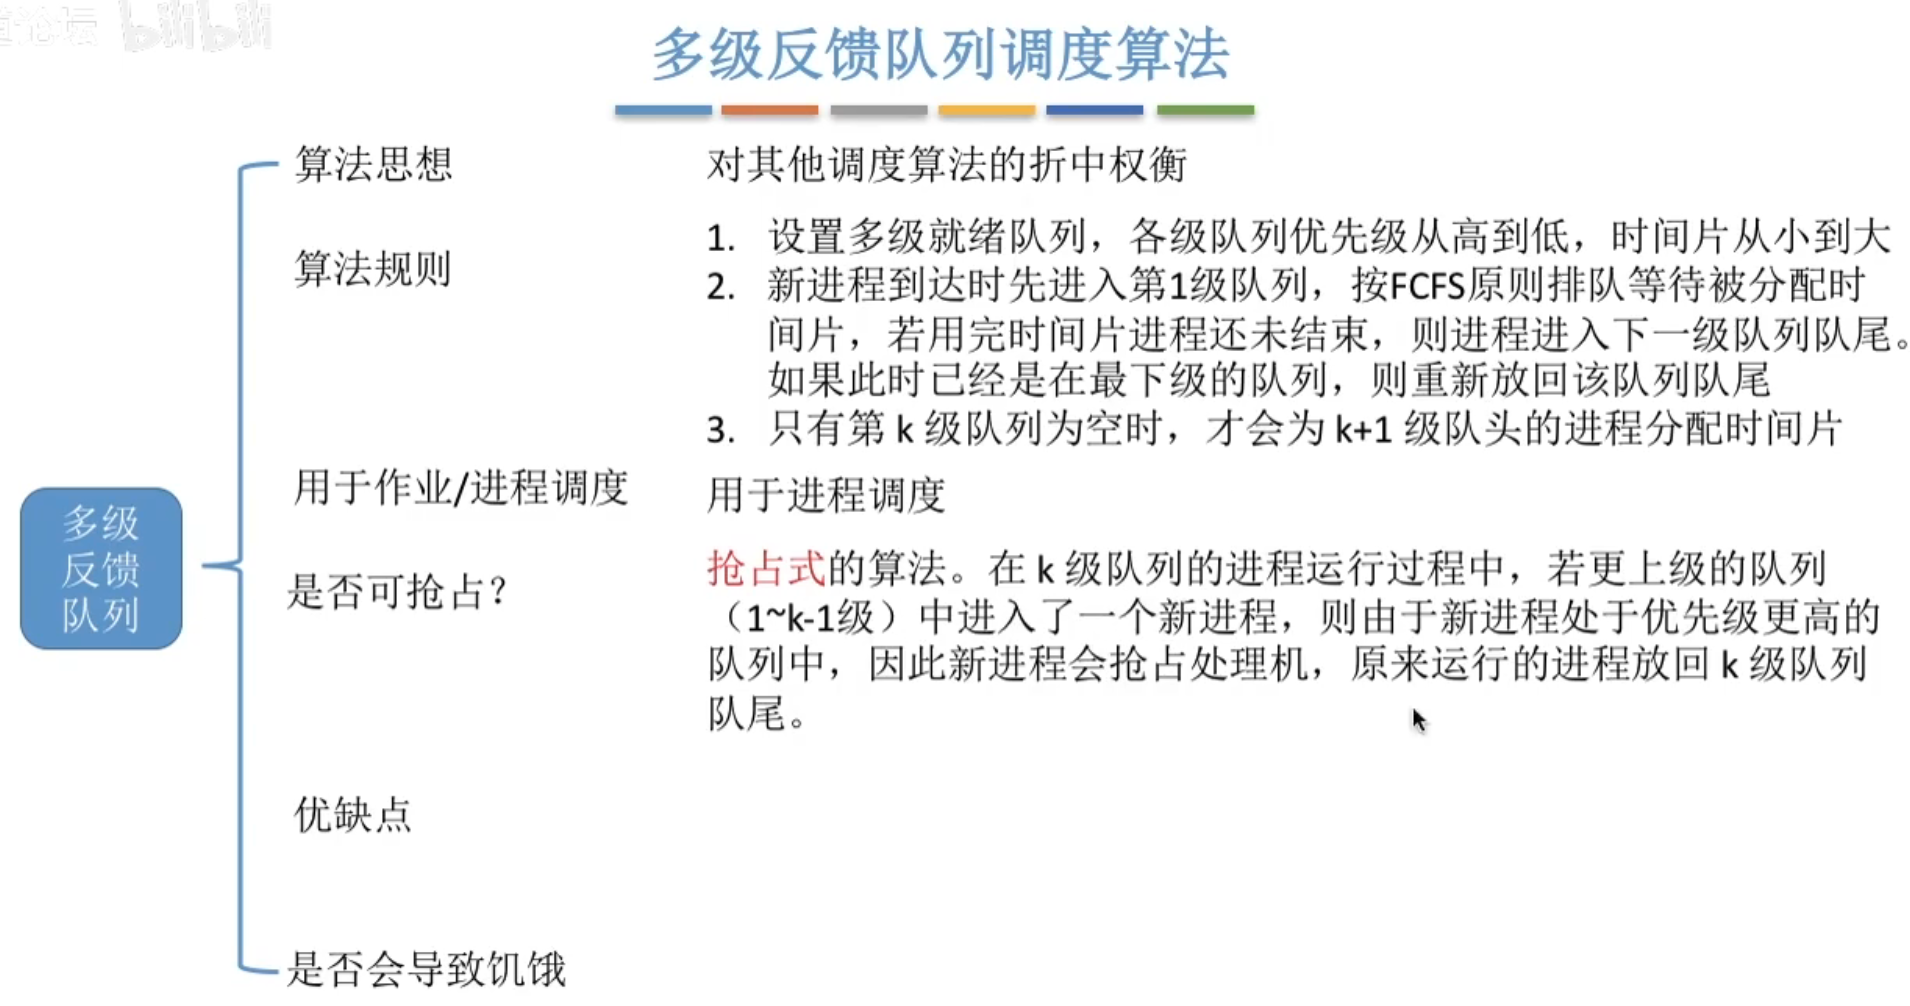 道论坛 bilibili
多级反馈队列调度算法
算法思想
对其他调度算法的折中权衡
算法规则
1. 设置多级就绪队列，各级队列优先级从高到低，时间片从小到大
2. 新进程到达时先进入第1级队列，按FCFS原则排队等待被分配时
间片，若用完时间片进程还未结束，则进程进入下一级队列队尾。
如果此时已经是在最下级的队列，则重新放回该队列队尾
3. 只有第 k 级队列为空时，才会为 k+1 级队头的进程分配时间片
用于作业/进程调度
用于进程调度
多级
反馈
队列
是否可抢占？
抢占式的算法。在 k 级队列的进程运行过程中，若更上级的队列
（1~k-1级）中进入了一个新进程，则由于新进程处于优先级更高的
队列中，因此新进程会抢占处理机，原来运行的进程放回 k 级队列
队尾。
优缺点
是否会导致饥饿